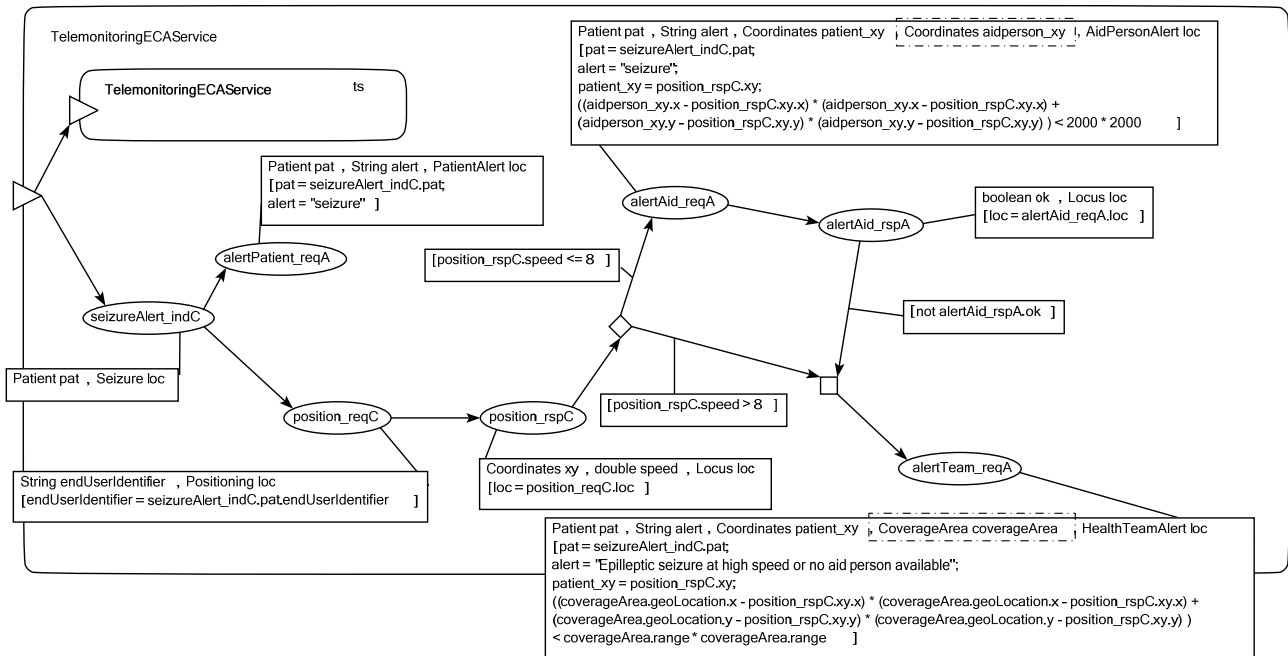 TelemonitoringECAService
TelemonitoringECAService ts
Patient pat , String alert , Coordinates patient_xy , Coordinates aidperson_xy , AidPersonAlert loc
[pat = seizureAlert_indC.pat;
alert = "seizure";
patient_xy = position_rspC.xy;
((aidperson_xy.x - position_rspC.xy.x) * (aidperson_xy.x - position_rspC.xy.x) +
(aidperson_xy.y - position_rspC.xy.y) * (aidperson_xy.y - position_rspC.xy.y) ) < 2000 * 2000 ]
Patient pat , String alert , PatientAlert loc
[pat = seizureAlert_indC.pat;
alert = "seizure" ]
alertAid_reqA
alertAid_rspA
boolean ok , Locus loc
[loc = alertAid_reqA.loc ]
alertPatient_reqA
[position_rspC.speed <= 8 ]
seizureAlert_indC
[not alertAid_rspA.ok ]
Patient pat , Seizure loc
position_reqC
position_rspC
[position_rspC.speed > 8 ]
String endUserIdentifier , Positioning loc
[endUserIdentifier = seizureAlert_indC.pat.endUserIdentifier ]
Coordinates xy , double speed , Locus loc
[loc = position_reqC.loc ]
alertTeam_reqA
Patient pat , String alert , Coordinates patient_xy , CoverageArea coverageArea , HealthTeamAlert loc
[pat = seizureAlert_indC.pat;
alert = "Epilleptic seizure at high speed or no aid person available";
patient_xy = position_rspC.xy;
((coverageArea.geoLocation.x - position_rspC.xy.x) * (coverageArea.geoLocation.x - position_rspC.xy.x) +
(coverageArea.geoLocation.y - position_rspC.xy.y) * (coverageArea.geoLocation.y - position_rspC.xy.y) )
< coverageArea.range * coverageArea.range ]